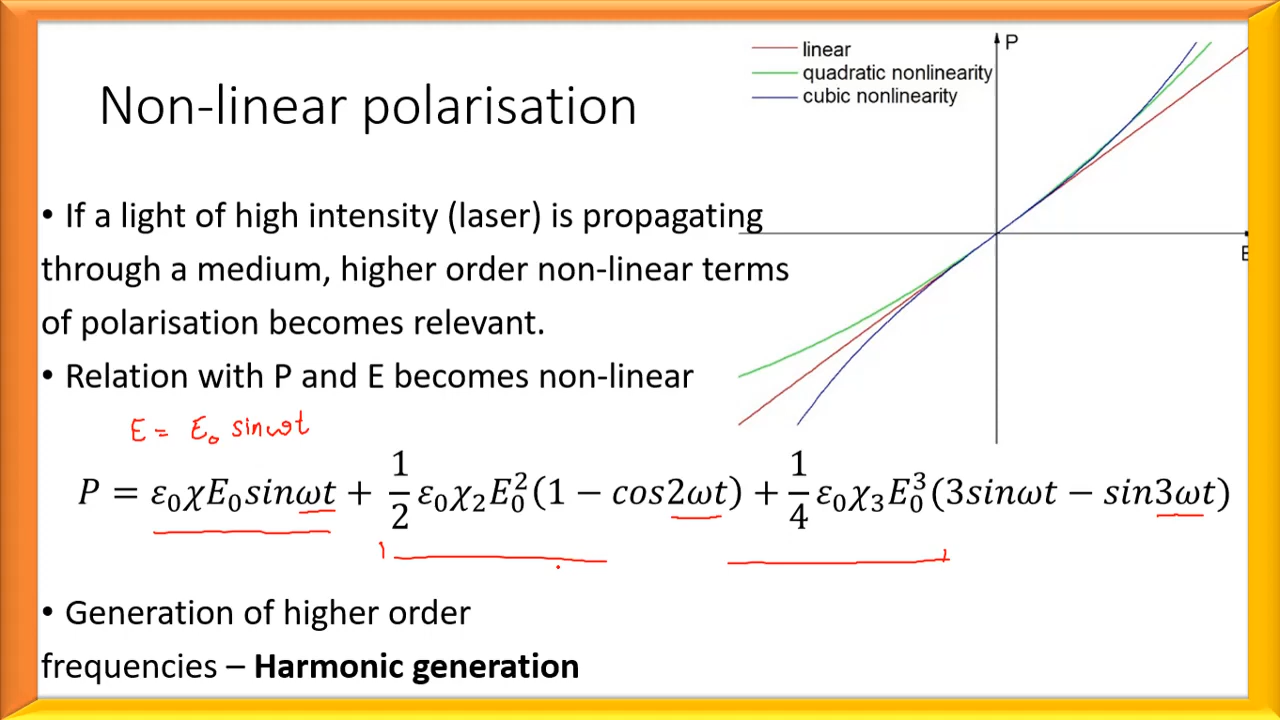 Non-linear polarisation
linear
quadratic nonlinearity
cubic nonlinearity
P
E
• If a light of high intensity (laser) is propagating
through a medium, higher order non-linear terms
of polarisation becomes relevant.
• Relation with P and E becomes non-linear
E = E₀ sinωt
P = ε₀χE₀sinωt + 1/2 ε₀χ₂E₀²(1 − cos2ωt) + 1/4 ε₀χ₃E₀³(3sinωt − sin3ωt)
• Generation of higher order
frequencies – Harmonic generation